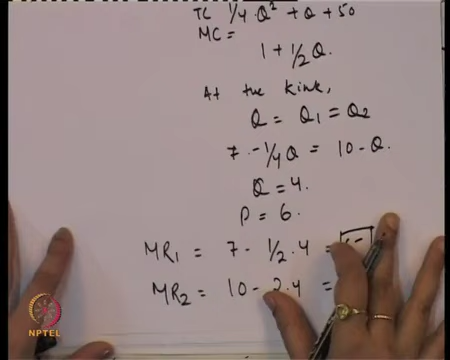 TC 1/4 Q² + Q + 50
MC =
1 + 1/2 Q.
At the kink,
Q = Q₁ = Q₂
7 - 1/4 Q = 10 - Q.
Q = 4.
P = 6.
MR₁ = 7 - 1/2 . 4 =
MR₂ = 10 - 2.4 =
NPTEL